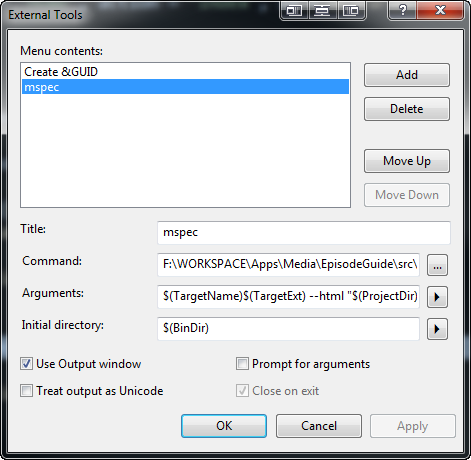 External Tools
Menu contents:
Create &GUID
mspec
Add
Delete
Move Up
Move Down
Title:
mspec
Command:
F:\WORKSPACE\Apps\Media\EpisodeGuide\src\
...
Arguments:
$(TargetName)$(TargetExt) --html "$(ProjectDir)
Initial directory:
$(BinDir)
Use Output window
Prompt for arguments
Treat output as Unicode
Close on exit
OK
Cancel
Apply